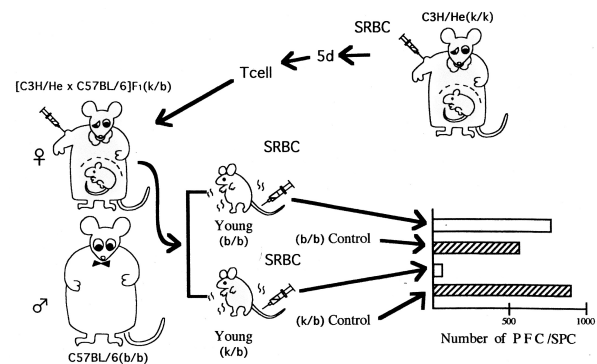 C3H/He(k/k)
SRBC
5d
Tcell
[C3H/He x C57BL/6]F1(k/b)
♀
SRBC
Young
(b/b)
(b/b) Control
SRBC
♂
Young
(k/b)
(k/b) Control
C57BL/6(b/b)
500
1000
Number of PFC/SPC